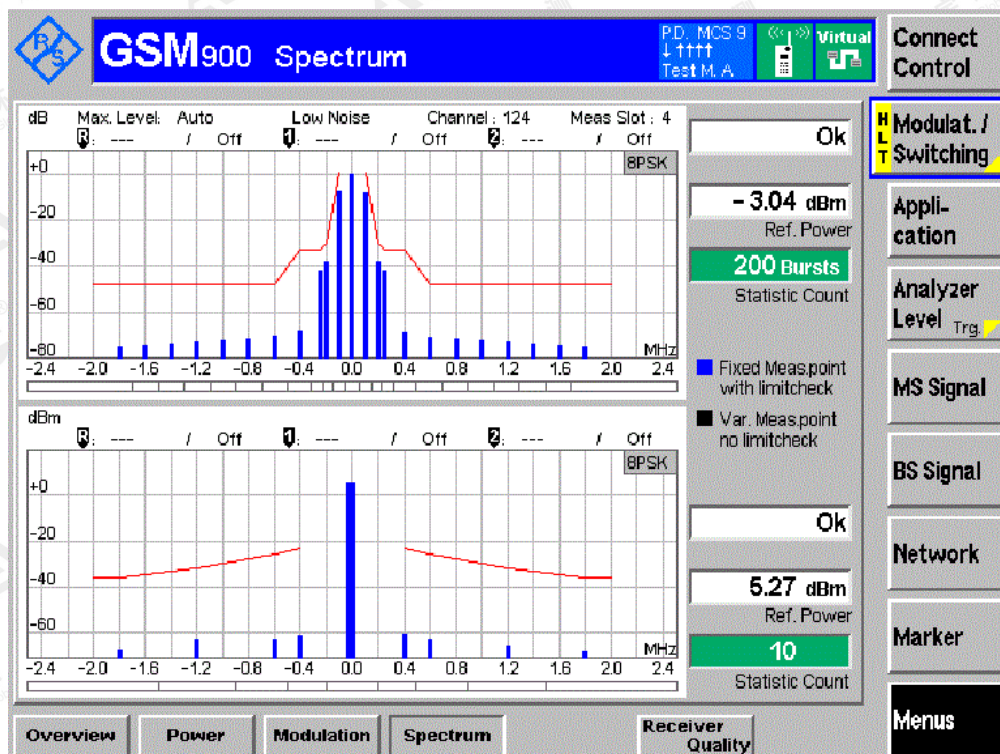 R/S
GSM900 Spectrum
P.D. MCS 9
↓ ↑↑↑↑
Test M. A.
Virtual
Connect
Control
dB Max. Level: Auto Low Noise Channel : 124 Meas Slot : 4
R: --- / Off 1: --- / Off 2: --- / Off
8PSK
+0
-20
-40
-60
-80
MHz
-2.4 -2.0 -1.6 -1.2 -0.8 -0.4 0.0 0.4 0.8 1.2 1.6 2.0 2.4
Ok
- 3.04 dBm
Ref. Power
200 Bursts
Statistic Count
Fixed Meas.point
with limitcheck
Var. Meas.point
no limitcheck
dBm
R: --- / Off 1: --- / Off 2: --- / Off
8PSK
+0
-20
-40
-60
MHz
-2.4 -2.0 -1.6 -1.2 -0.8 -0.4 0.0 0.4 0.8 1.2 1.6 2.0 2.4
Ok
5.27 dBm
Ref. Power
10
Statistic Count
HLT
Modulat. /
Switching
Appli-
cation
Analyzer
Level Trg.
MS Signal
BS Signal
Network
Marker
Menus
Overview
Power
Modulation
Spectrum
Receiver
Quality